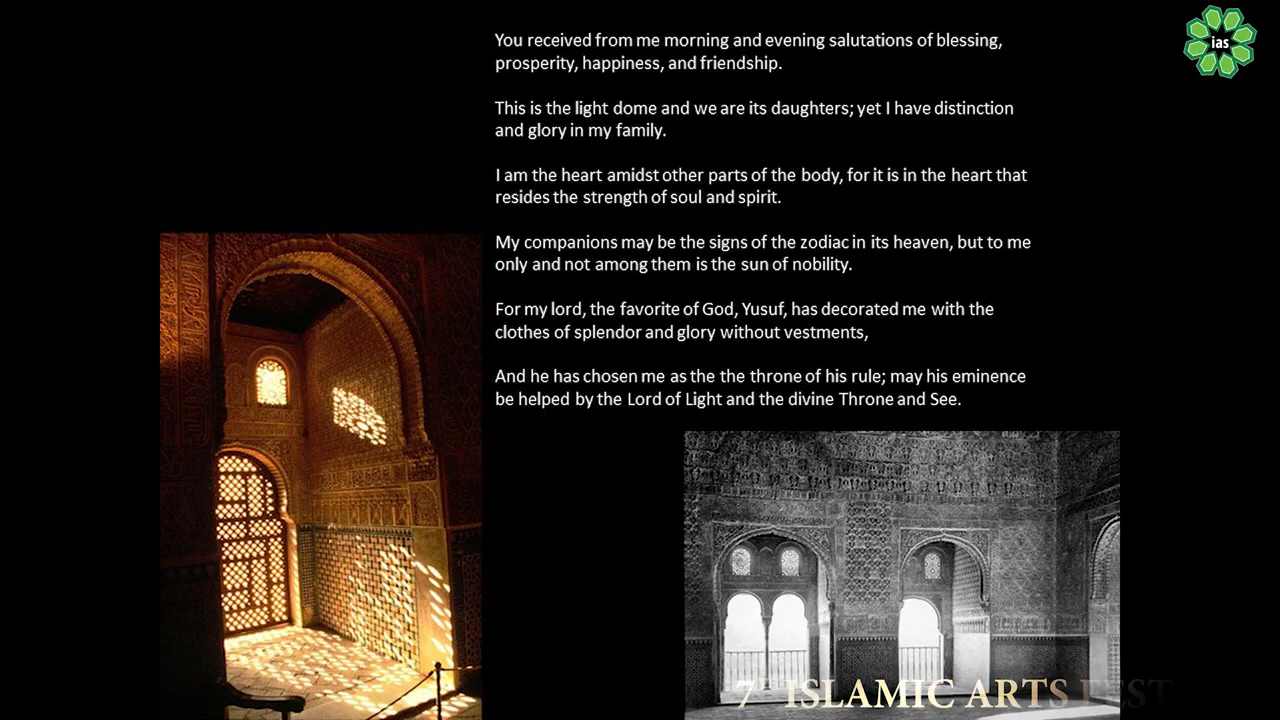 ias
You received from me morning and evening salutations of blessing,
prosperity, happiness, and friendship.
This is the light dome and we are its daughters; yet I have distinction
and glory in my family.
I am the heart amidst other parts of the body, for it is in the heart that
resides the strength of soul and spirit.
My companions may be the signs of the zodiac in its heaven, but to me
only and not among them is the sun of nobility.
For my lord, the favorite of God, Yusuf, has decorated me with the
clothes of splendor and glory without vestments,
And he has chosen me as the the throne of his rule; may his eminence
be helped by the Lord of Light and the divine Throne and See.
ISLAMIC ARTS FEST